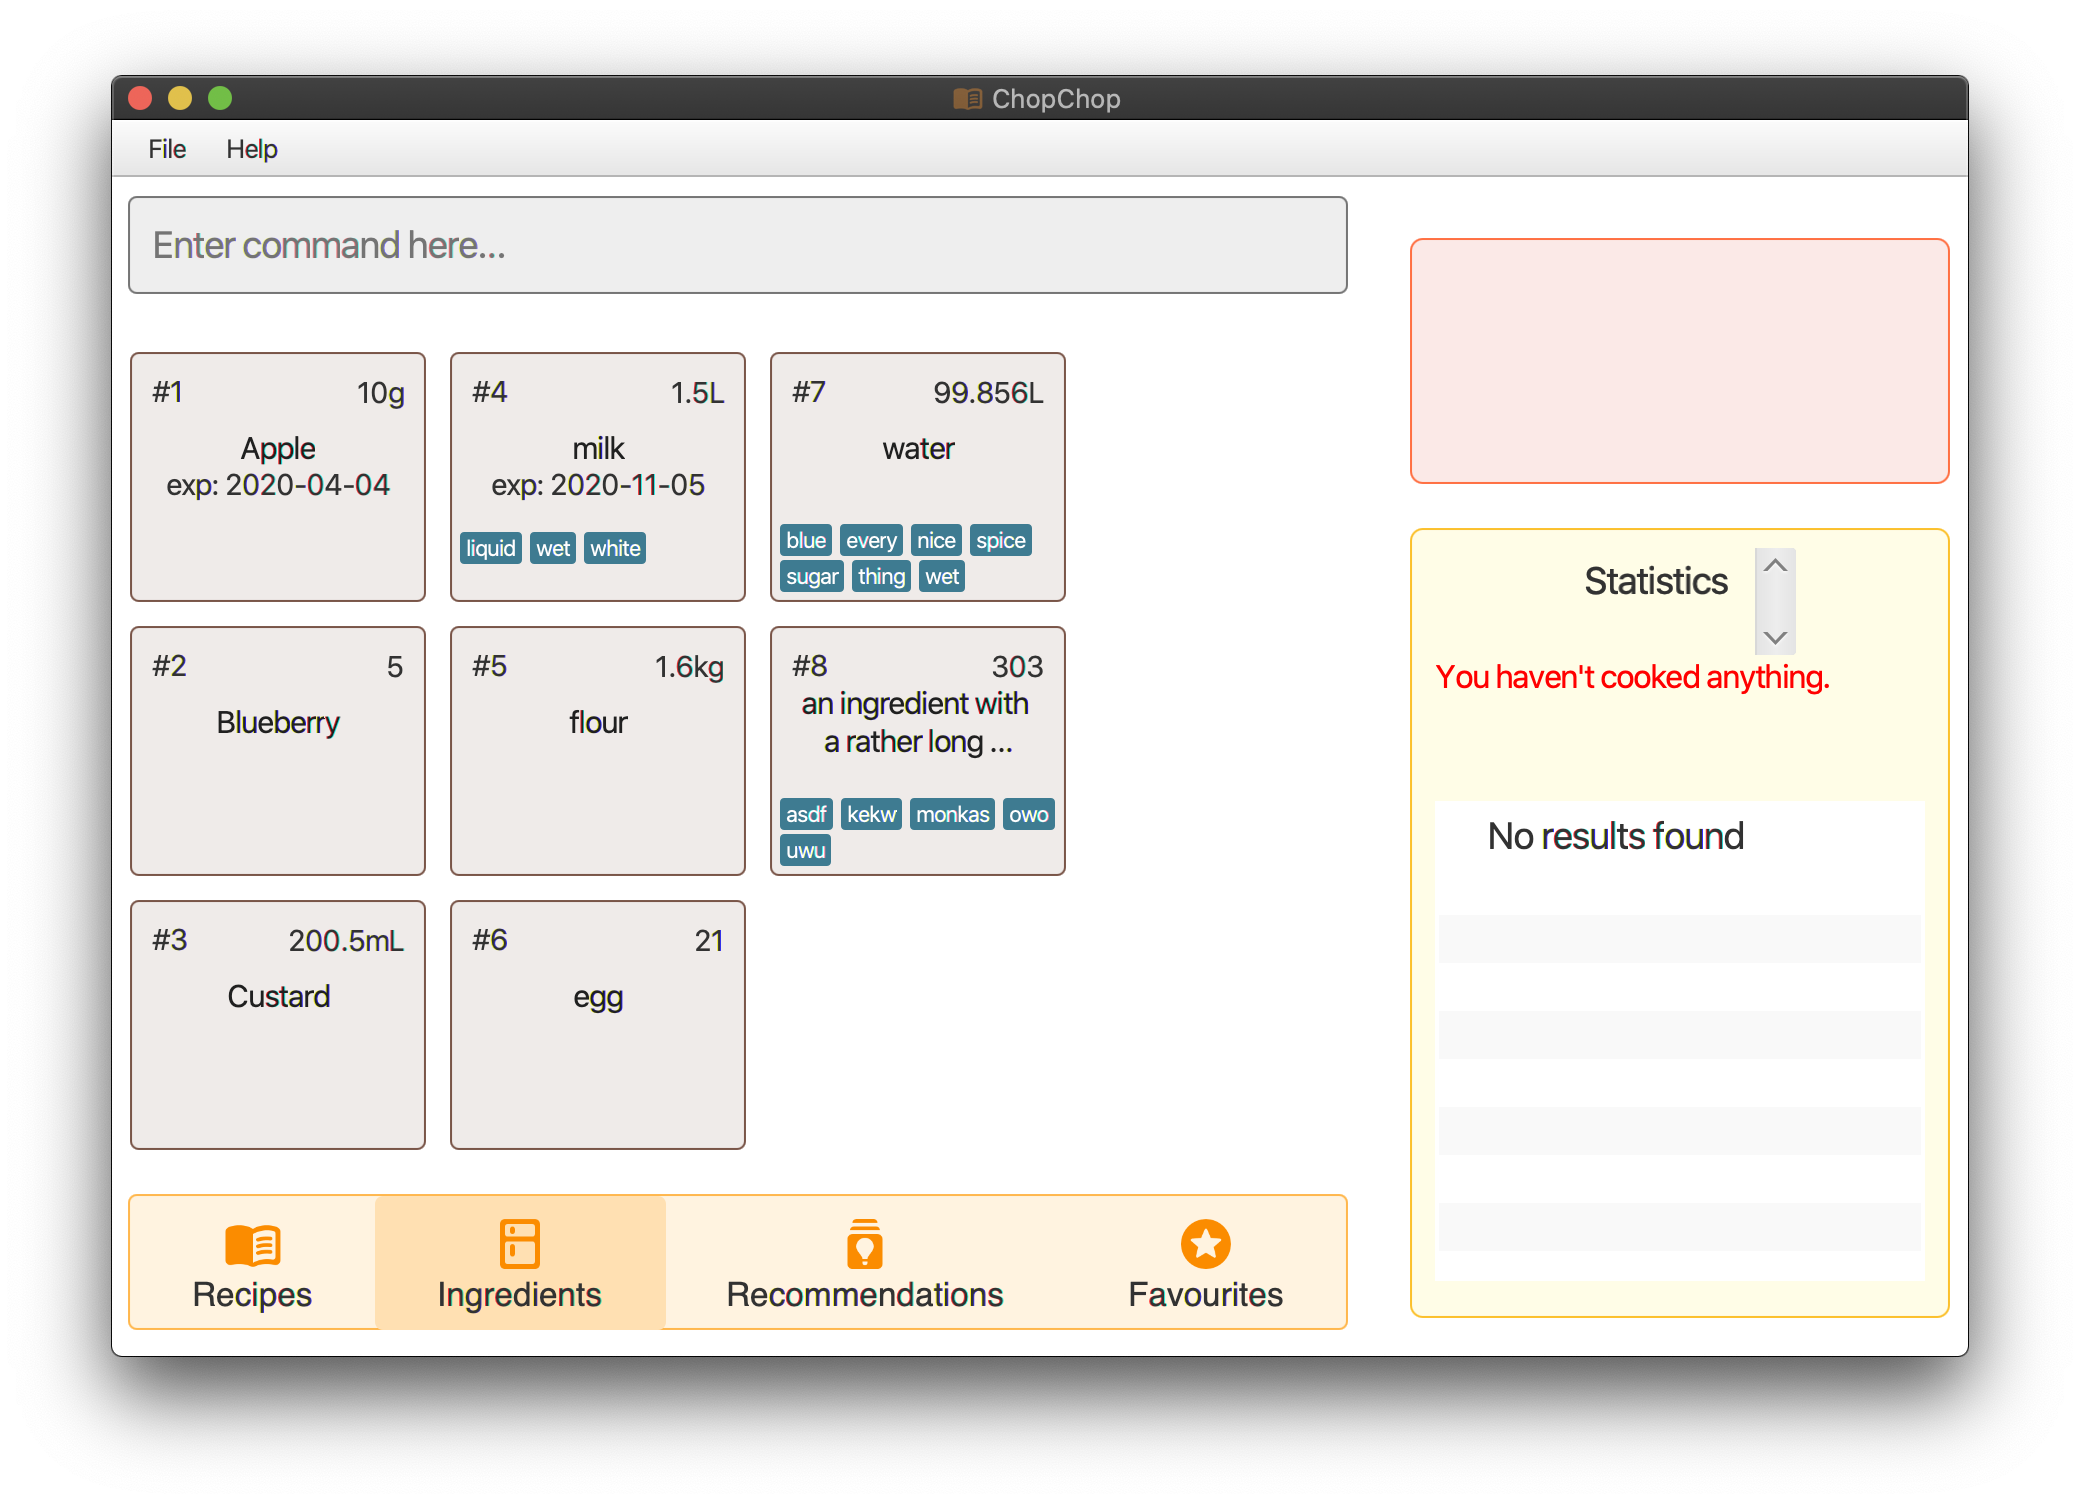 ChopChop
File Help
Enter command here...
#1 10g
Apple
exp: 2020-04-04
#4 1.5L
milk
exp: 2020-11-05
liquid wet white
#7 99.856L
water
blue every nice spice
sugar thing wet
#2 5
Blueberry
#5 1.6kg
flour
#8 303
an ingredient with
a rather long ...
asdf kekw monkas owo
uwu
#3 200.5mL
Custard
#6 21
egg
Recipes
Ingredients
Recommendations
Favourites
Statistics
You haven't cooked anything.
No results found